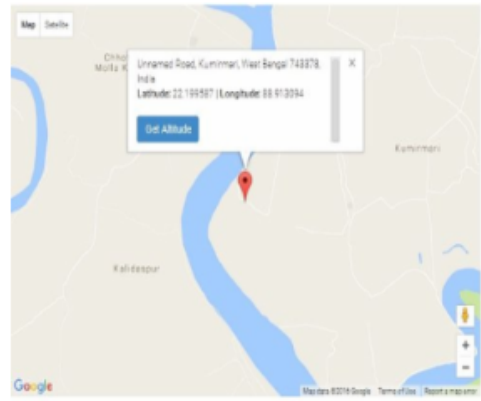 Map Satellite
Unnamed Road, Kumirmari, West Bengal 743378,
India
Latitude: 22.199587 | Longitude: 88.913094
X
Get Altitude
Molla K
Kumirmari
Kalidaspur
+
-
Google
Map data ©2016 Google Terms of Use Report a map error